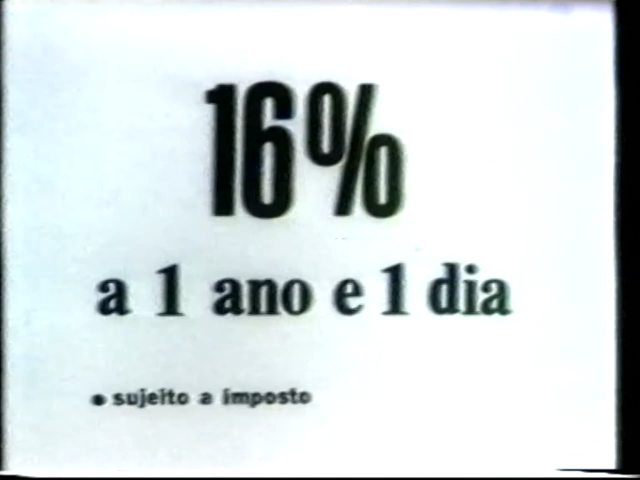 16%
a 1 ano e 1 dia
• sujeito a imposto